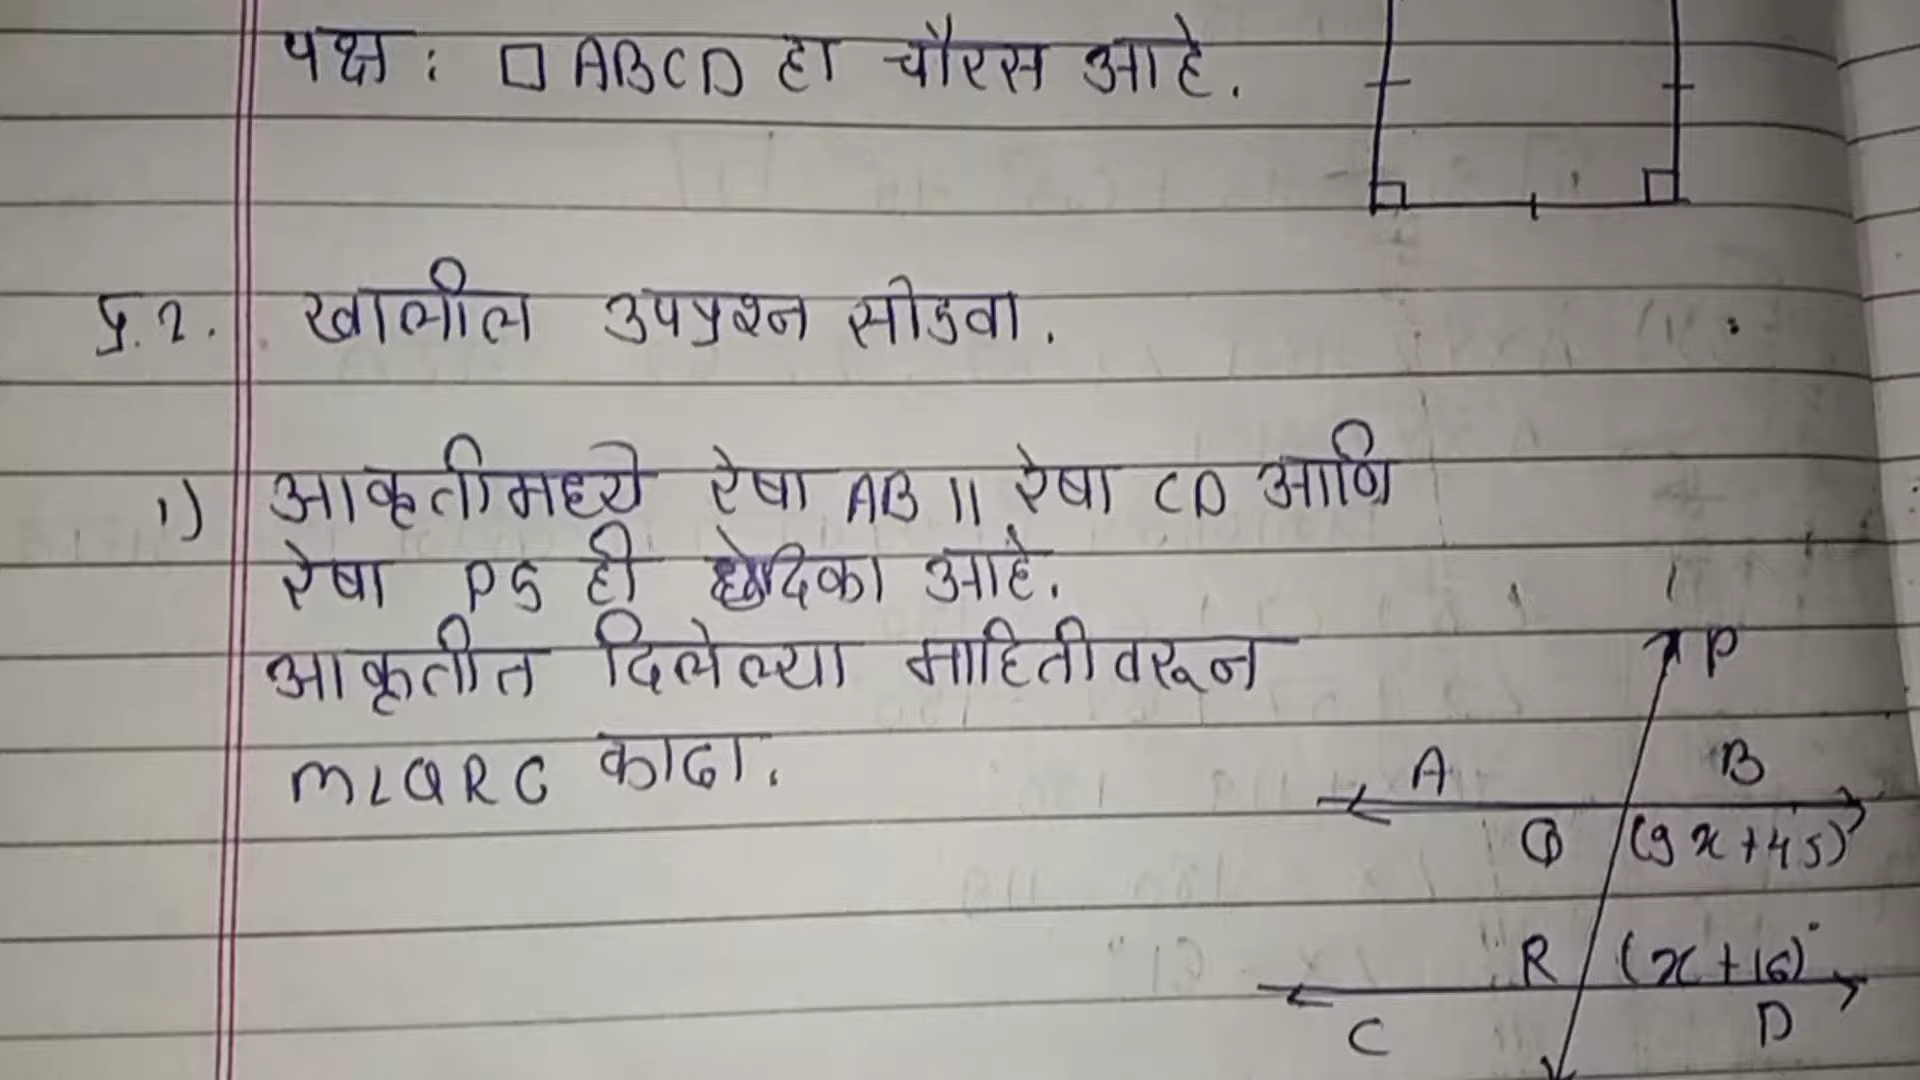 पक्ष : □ ABCD हा चौरस आहे.
प्र.2. खालील उपप्रश्न सोडवा.
1) आकृतीमध्ये रेषा AB || रेषा CD आणि
रेषा PS ही छेदिका आहे.
आकृतीत दिलेल्या माहितीवरून
m∠QRC काढा.
P
A B
Q (9x+45)°
R (x+16)°
C D